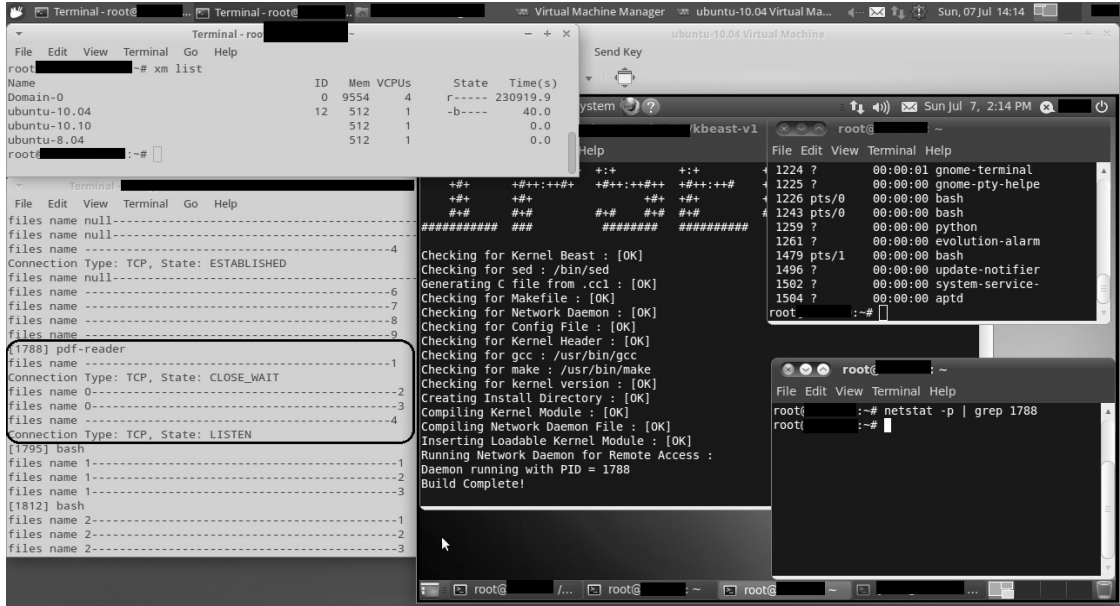 Terminal - root@ ... Terminal - root@ .. Virtual Machine Manager ubuntu-10.04 Virtual Ma... Sun, 07 Jul 14:14
Terminal - roo ~
File Edit View Terminal Go Help
root ~# xm list
Name ID Mem VCPUs State Time(s)
Domain-0 0 9554 4 r----- 230919.9
ubuntu-10.04 12 512 1 -b---- 40.0
ubuntu-10.10 512 1 0.0
ubuntu-8.04 512 1 0.0
root@ :~#
Terminal
File Edit View Terminal Go Help
files name null---------------------------------------
files name null---------------------------------------
files name ----------------------------------------4
Connection Type: TCP, State: ESTABLISHED
files name null---------------------------------------
files name ----------------------------------------6
files name ----------------------------------------7
files name ----------------------------------------8
files name ----------------------------------------9
[1788] pdf-reader
files name ----------------------------------------1
Connection Type: TCP, State: CLOSE_WAIT
files name 0----------------------------------------2
files name 0----------------------------------------3
files name ----------------------------------------4
Connection Type: TCP, State: LISTEN
[1795] bash
files name 1----------------------------------------1
files name 1----------------------------------------2
files name 1----------------------------------------3
[1812] bash
files name 2----------------------------------------1
files name 2----------------------------------------2
files name 2----------------------------------------3
ubuntu-10.04 Virtual Machine
Send Key
ystem Sun Jul 7, 2:14 PM
/kbeast-v1
Help
+:+ +:+ +
+#+ +#++:++#+ +#++:++#++ +#++:++# +
+#+ +#+ +#+ +#+ +
#+# #+# #+# #+# #+# #
########### ### ######## ##########
Checking for Kernel Beast : [OK]
Checking for sed : /bin/sed
Generating C file from .cc1 : [OK]
Checking for Makefile : [OK]
Checking for Network Daemon : [OK]
Checking for Config File : [OK]
Checking for Kernel Header : [OK]
Checking for gcc : /usr/bin/gcc
Checking for make : /usr/bin/make
Checking for kernel version : [OK]
Creating Install Directory : [OK]
Compiling Kernel Module : [OK]
Compiling Network Daemon File : [OK]
Inserting Loadable Kernel Module : [OK]
Running Network Daemon for Remote Access :
Daemon running with PID = 1788
Build Complete!
root@ ~
File Edit View Terminal Help
1224 ? 00:00:01 gnome-terminal
1225 ? 00:00:00 gnome-pty-helpe
1226 pts/0 00:00:00 bash
1243 pts/0 00:00:00 bash
1259 ? 00:00:00 python
1261 ? 00:00:00 evolution-alarm
1479 pts/1 00:00:00 bash
1496 ? 00:00:00 update-notifier
1502 ? 00:00:00 system-service-
1504 ? 00:00:00 aptd
root :~#
root@ : ~
File Edit View Terminal Help
root@ :~# netstat -p | grep 1788
root@ :~#
root@ /... root@ : ~ root@ ~ ...